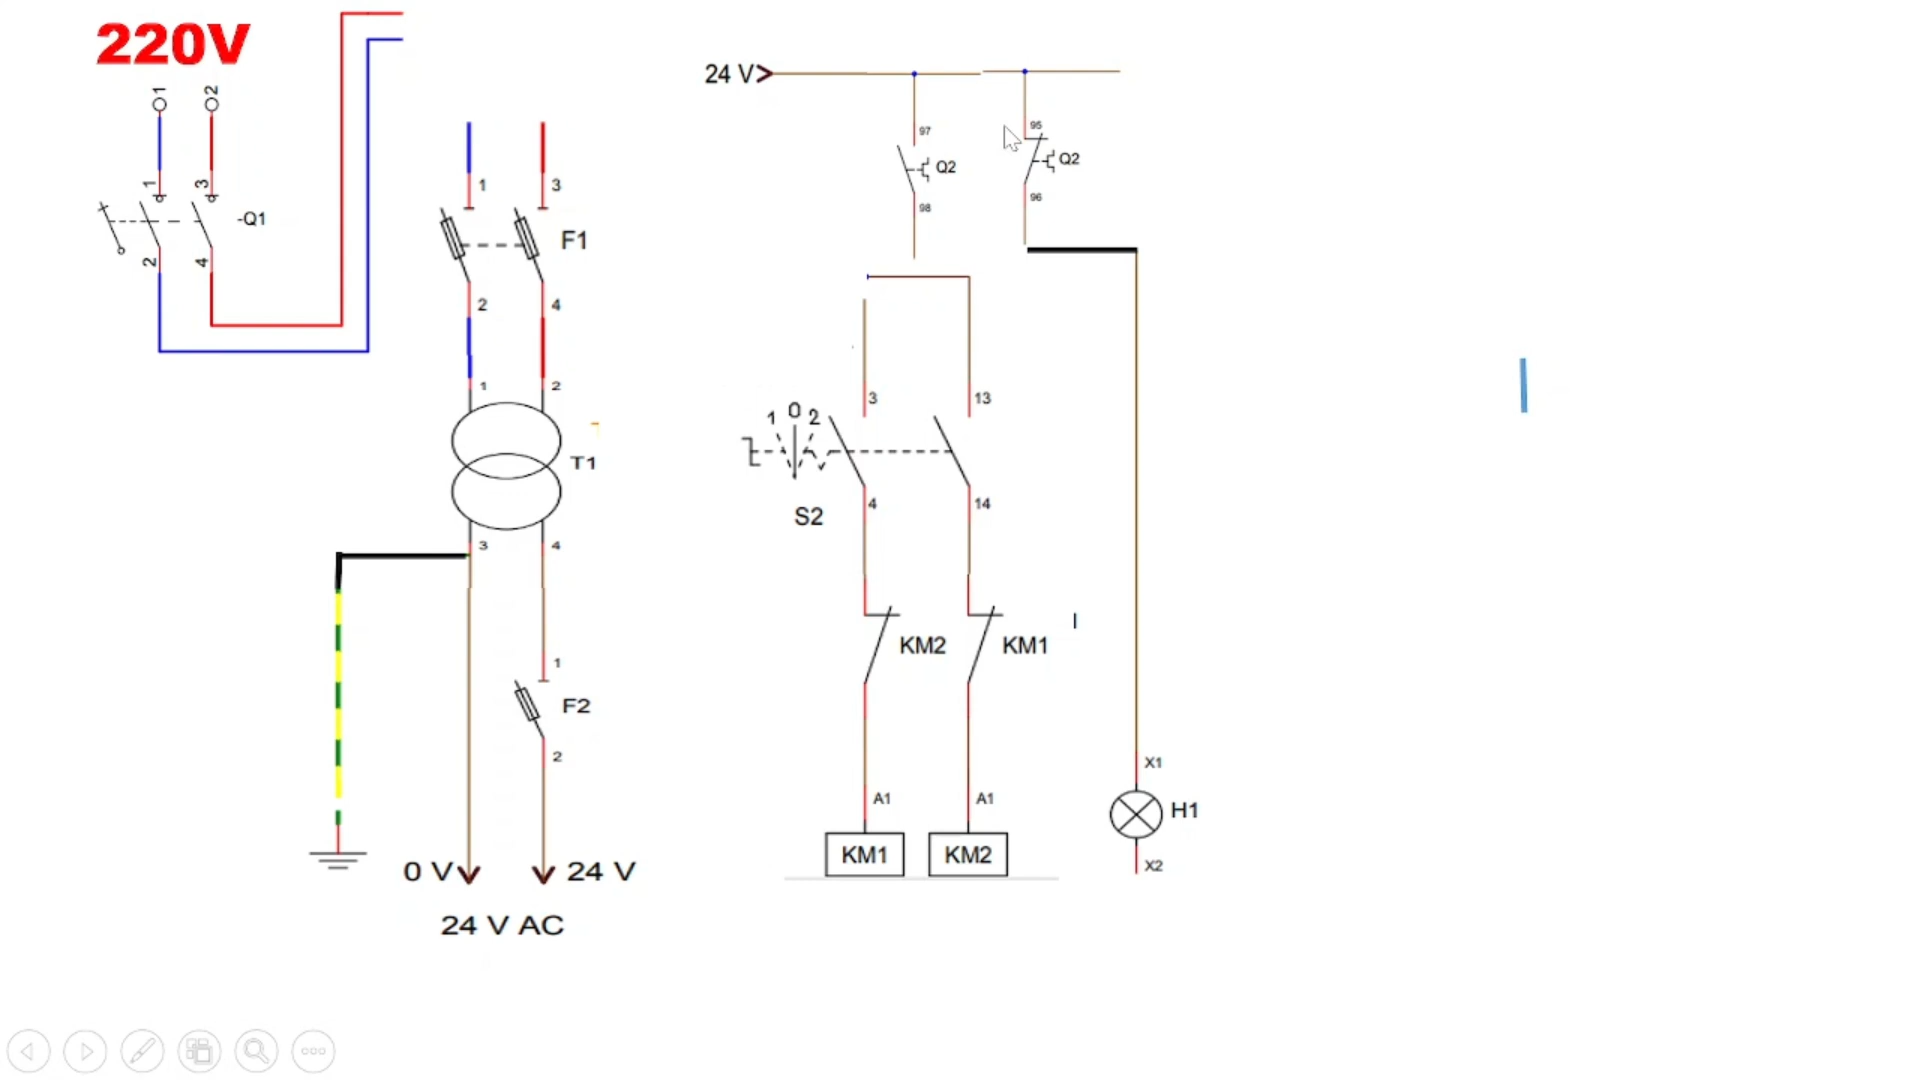 220V
1 2
1 3
-Q1
2 4
1 3
F1
2 4
1 2
T1
3 4
1
F2
2
0 V 24 V
24 V AC
24 V
97
Q2
98
95
Q2
96
3 13
1 0 2
S2
4 14
KM2 KM1
A1 A1
KM1 KM2
X1
H1
X2